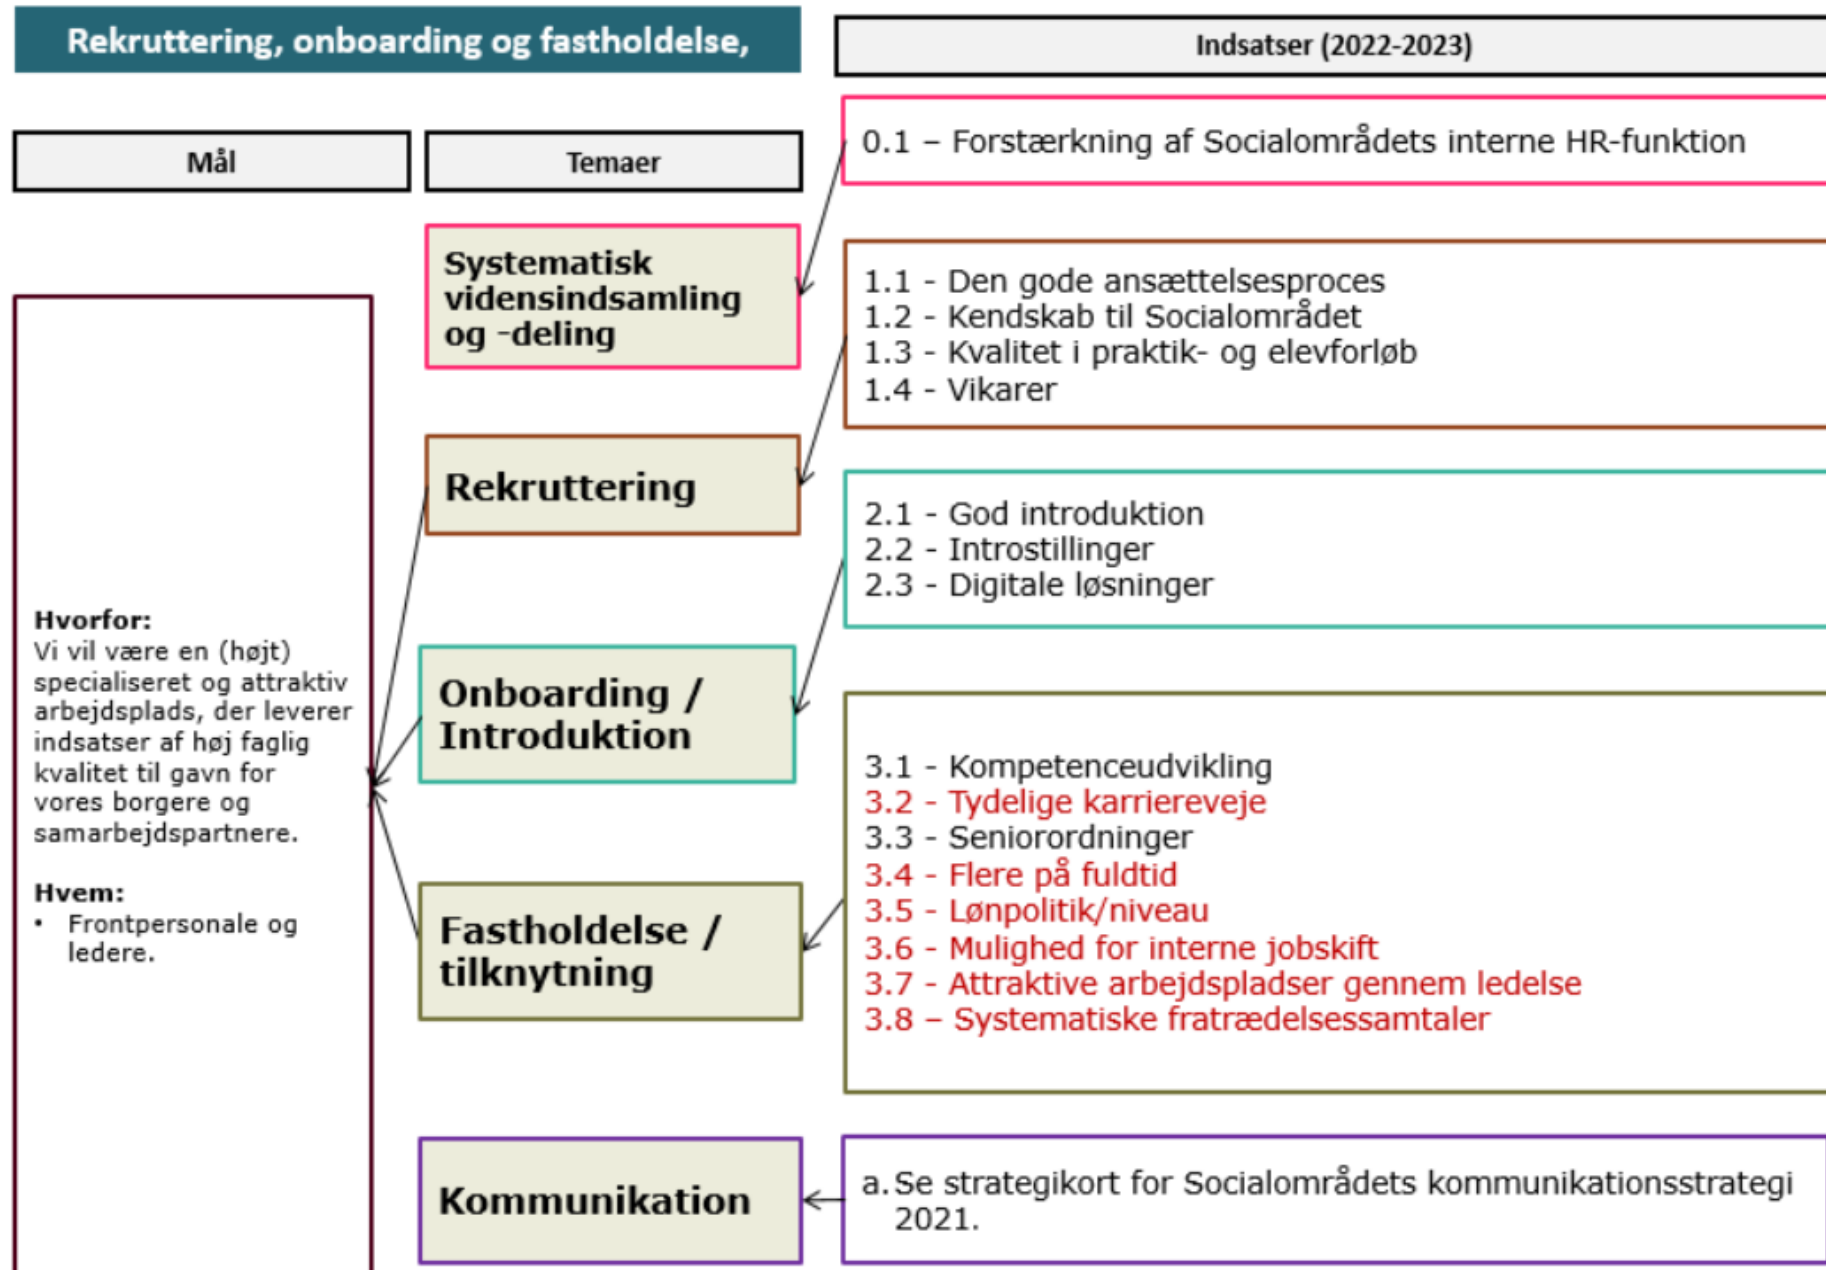 Rekruttering, onboarding og fastholdelse,
Indsatser (2022-2023)
Mål
Temaer
0.1 – Forstærkning af Socialområdets interne HR-funktion
Systematisk
vidensindsamling
og -deling
1.1 - Den gode ansættelsesproces
1.2 - Kendskab til Socialområdet
1.3 - Kvalitet i praktik- og elevforløb
1.4 - Vikarer
Rekruttering
2.1 - God introduktion
2.2 - Introstillinger
2.3 - Digitale løsninger
Hvorfor:
Vi vil være en (højt)
specialiseret og attraktiv
arbejdsplads, der leverer
indsatser af høj faglig
kvalitet til gavn for
vores borgere og
samarbejdspartnere.
Hvem:
• Frontpersonale og
ledere.
Onboarding /
Introduktion
3.1 - Kompetenceudvikling
3.2 - Tydelige karriereveje
3.3 - Seniorordninger
3.4 - Flere på fuldtid
3.5 - Lønpolitik/niveau
3.6 - Mulighed for interne jobskift
3.7 - Attraktive arbejdspladser gennem ledelse
3.8 – Systematiske fratrædelsessamtaler
Fastholdelse /
tilknytning
Kommunikation
a. Se strategikort for Socialområdets kommunikationsstrategi
2021.